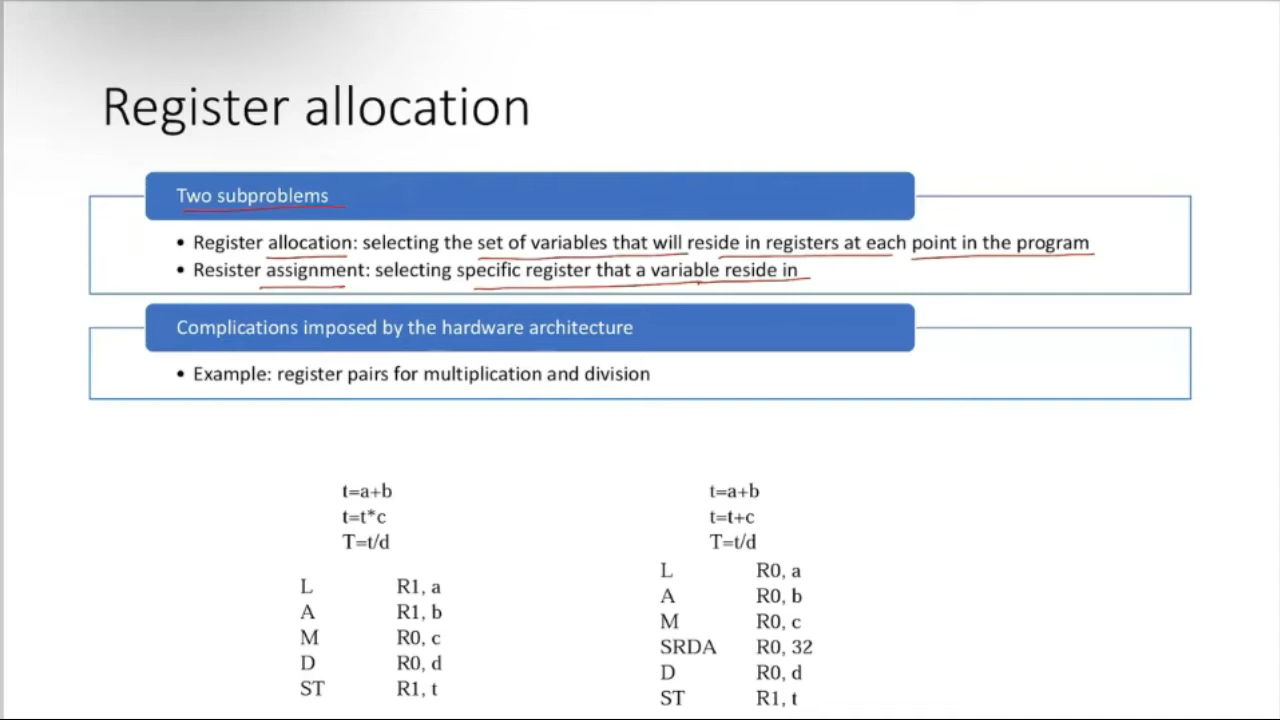 Register allocation
Two subproblems
• Register allocation: selecting the set of variables that will reside in registers at each point in the program
• Resister assignment: selecting specific register that a variable reside in
Complications imposed by the hardware architecture
• Example: register pairs for multiplication and division
t=a+b
t=t*c
T=t/d
L R1, a
A R1, b
M R0, c
D R0, d
ST R1, t
t=a+b
t=t+c
T=t/d
L R0, a
A R0, b
M R0, c
SRDA R0, 32
D R0, d
ST R1, t